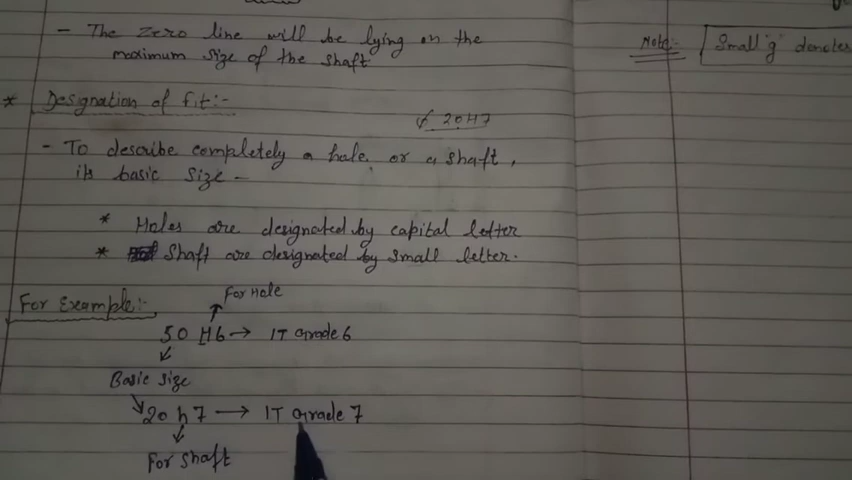 - The zero line will be lying on the
maximum size of the shaft
Note:- Small 'g' denotes
* Designation of fit:-
20H7
- To describe completely a hole or a shaft,
its basic size -
* Holes are designated by capital letter
* Shaft are designated by small letter.
For Example:-
For Hole
50 H6 → IT Grade 6
Basic size
20 h 7 → IT Grade 7
For shaft